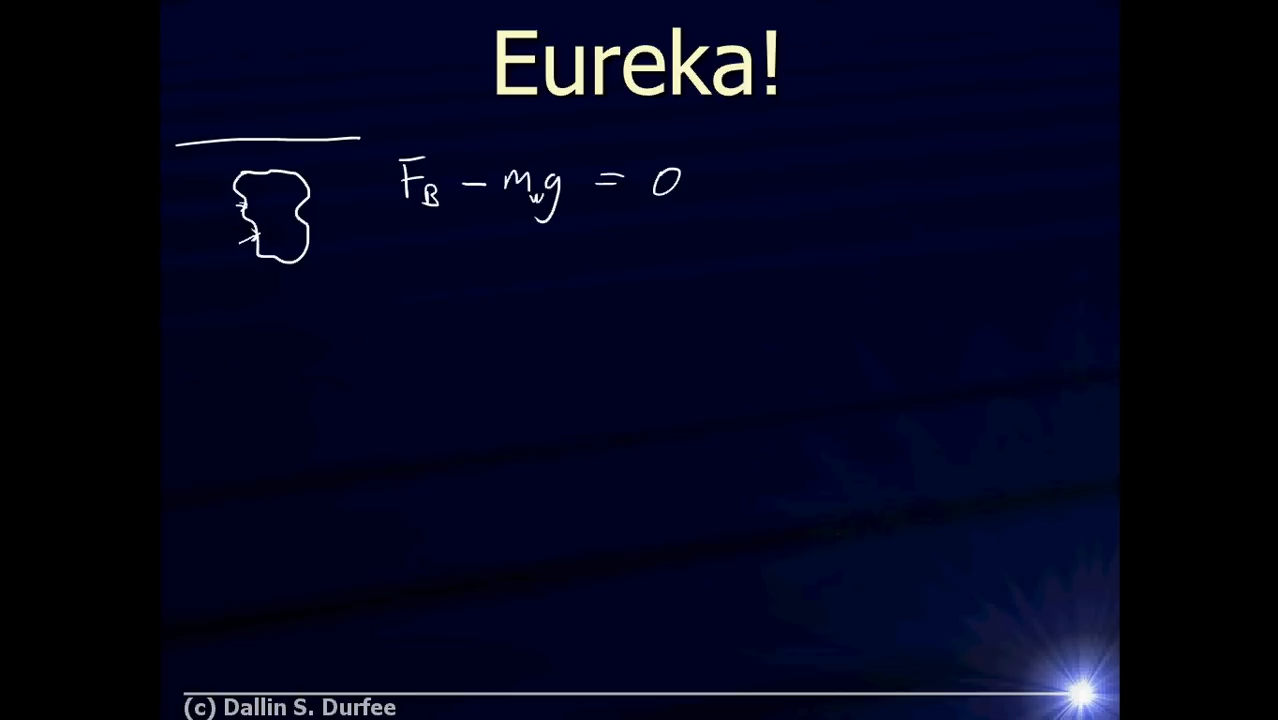 Eureka!
F_B - m_w g = 0
(c) Dallin S. Durfee